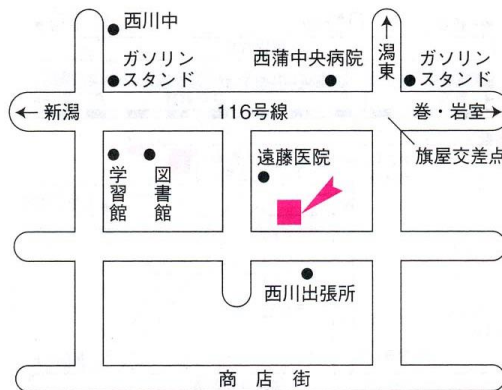 西川中
ガソリン
スタンド
西蒲中央病院
潟東
ガソリン
スタンド
← 新潟
116号線
巻・岩室→
学習館
図書館
遠藤医院
旗屋交差点
西川出張所
商店街